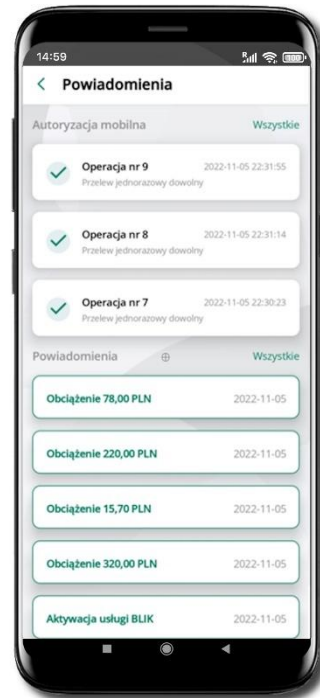 14:59
100
Powiadomienia
Autoryzacja mobilna Wszystkie
Operacja nr 9 2022-11-05 22:31:55
Przelew jednorazowy dowolny
Operacja nr 8 2022-11-05 22:31:14
Przelew jednorazowy dowolny
Operacja nr 7 2022-11-05 22:30:23
Przelew jednorazowy dowolny
Powiadomienia Wszystkie
Obciążenie 78,00 PLN 2022-11-05
Obciążenie 220,00 PLN 2022-11-05
Obciążenie 15,70 PLN 2022-11-05
Obciążenie 320,00 PLN 2022-11-05
Aktywacja usługi BLIK 2022-11-05